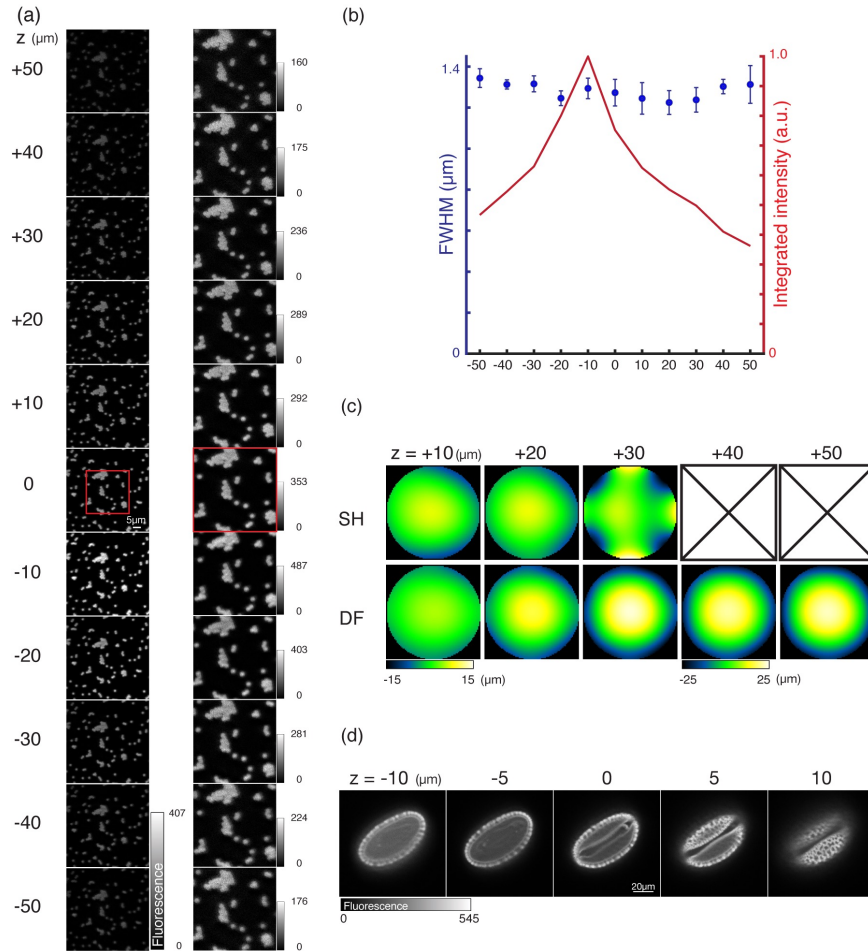 (a)
z (μm)
+50
160
0
+40
175
0
+30
236
0
+20
289
0
+10
292
0
0
5μm
353
0
-10
487
0
-20
403
0
-30
281
0
-40
224
0
-50
176
0
407
Fluorescence
0
(b)
1.4
FWHM (μm)
0
1.0
Integrated intensity (a.u.)
0
-50 -40 -30 -20 -10 0 10 20 30 40 50
(c)
z = +10 (μm) +20 +30 +40 +50
SH
DF
-15 15 (μm) -25 25 (μm)
(d)
z = -10 (μm) -5 0 5 10
20μm
Fluorescence
0 545